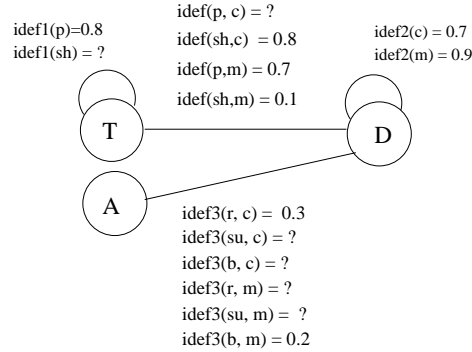 idef1(p)=0.8
idef1(sh) = ?
idef(p, c) = ?
idef(sh,c) = 0.8
idef(p,m) = 0.7
idef(sh,m) = 0.1
idef2(c) = 0.7
idef2(m) = 0.9
T
D
A
idef3(r, c) = 0.3
idef3(su, c) = ?
idef3(b, c) = ?
idef3(r, m) = ?
idef3(su, m) = ?
idef3(b, m) = 0.2